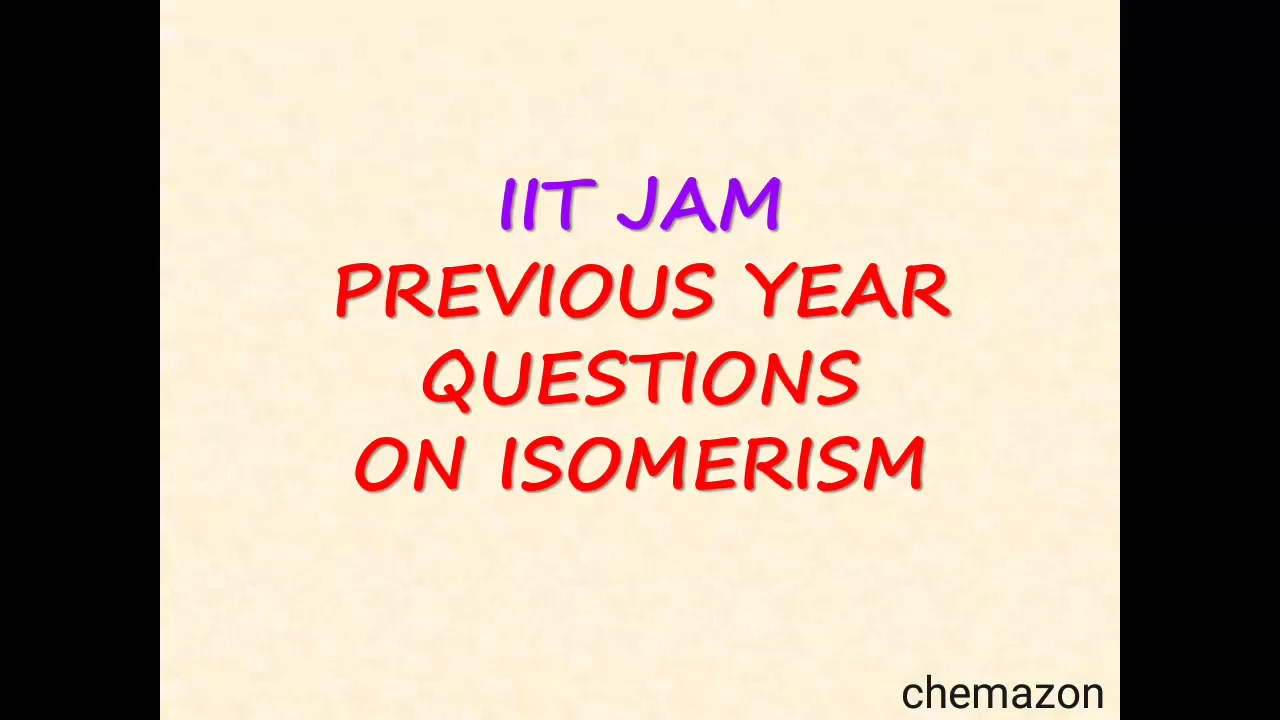 IIT JAM
PREVIOUS YEAR
QUESTIONS
ON ISOMERISM
chemazon